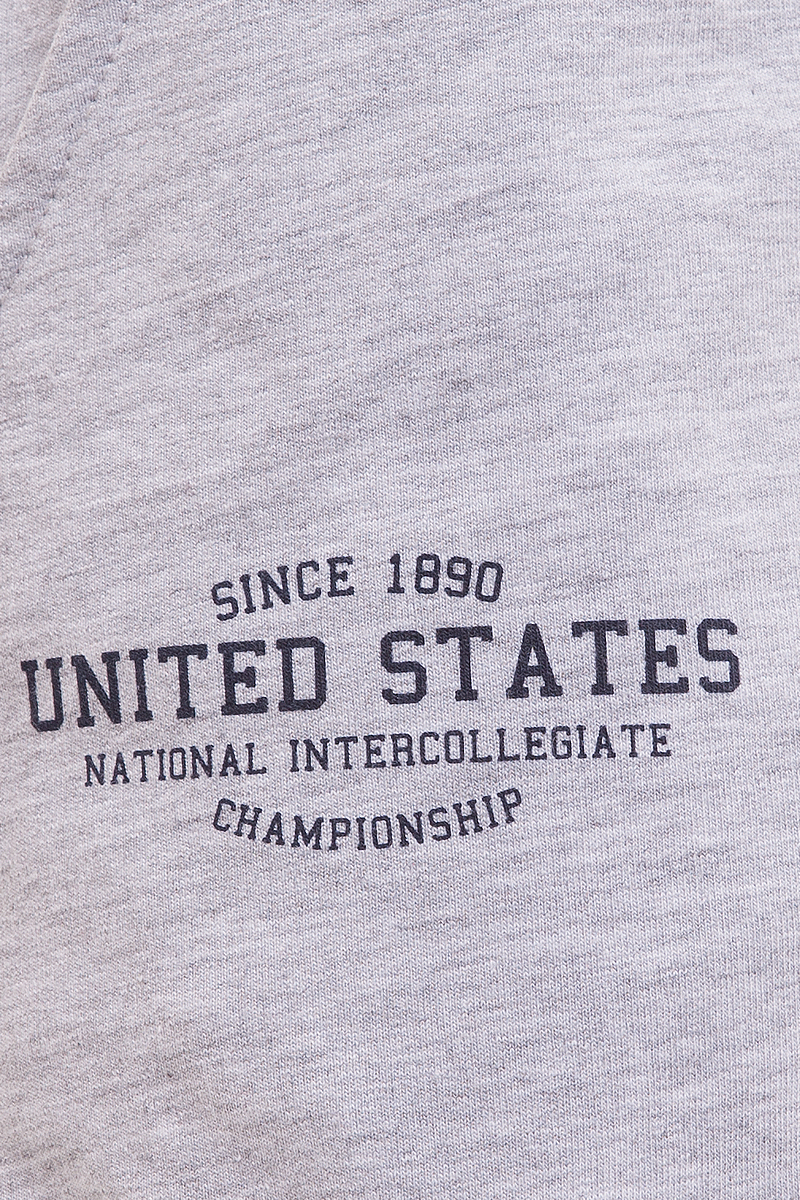 SINCE 1890
UNITED STATES
NATIONAL INTERCOLLEGIATE
CHAMPIONSHIP